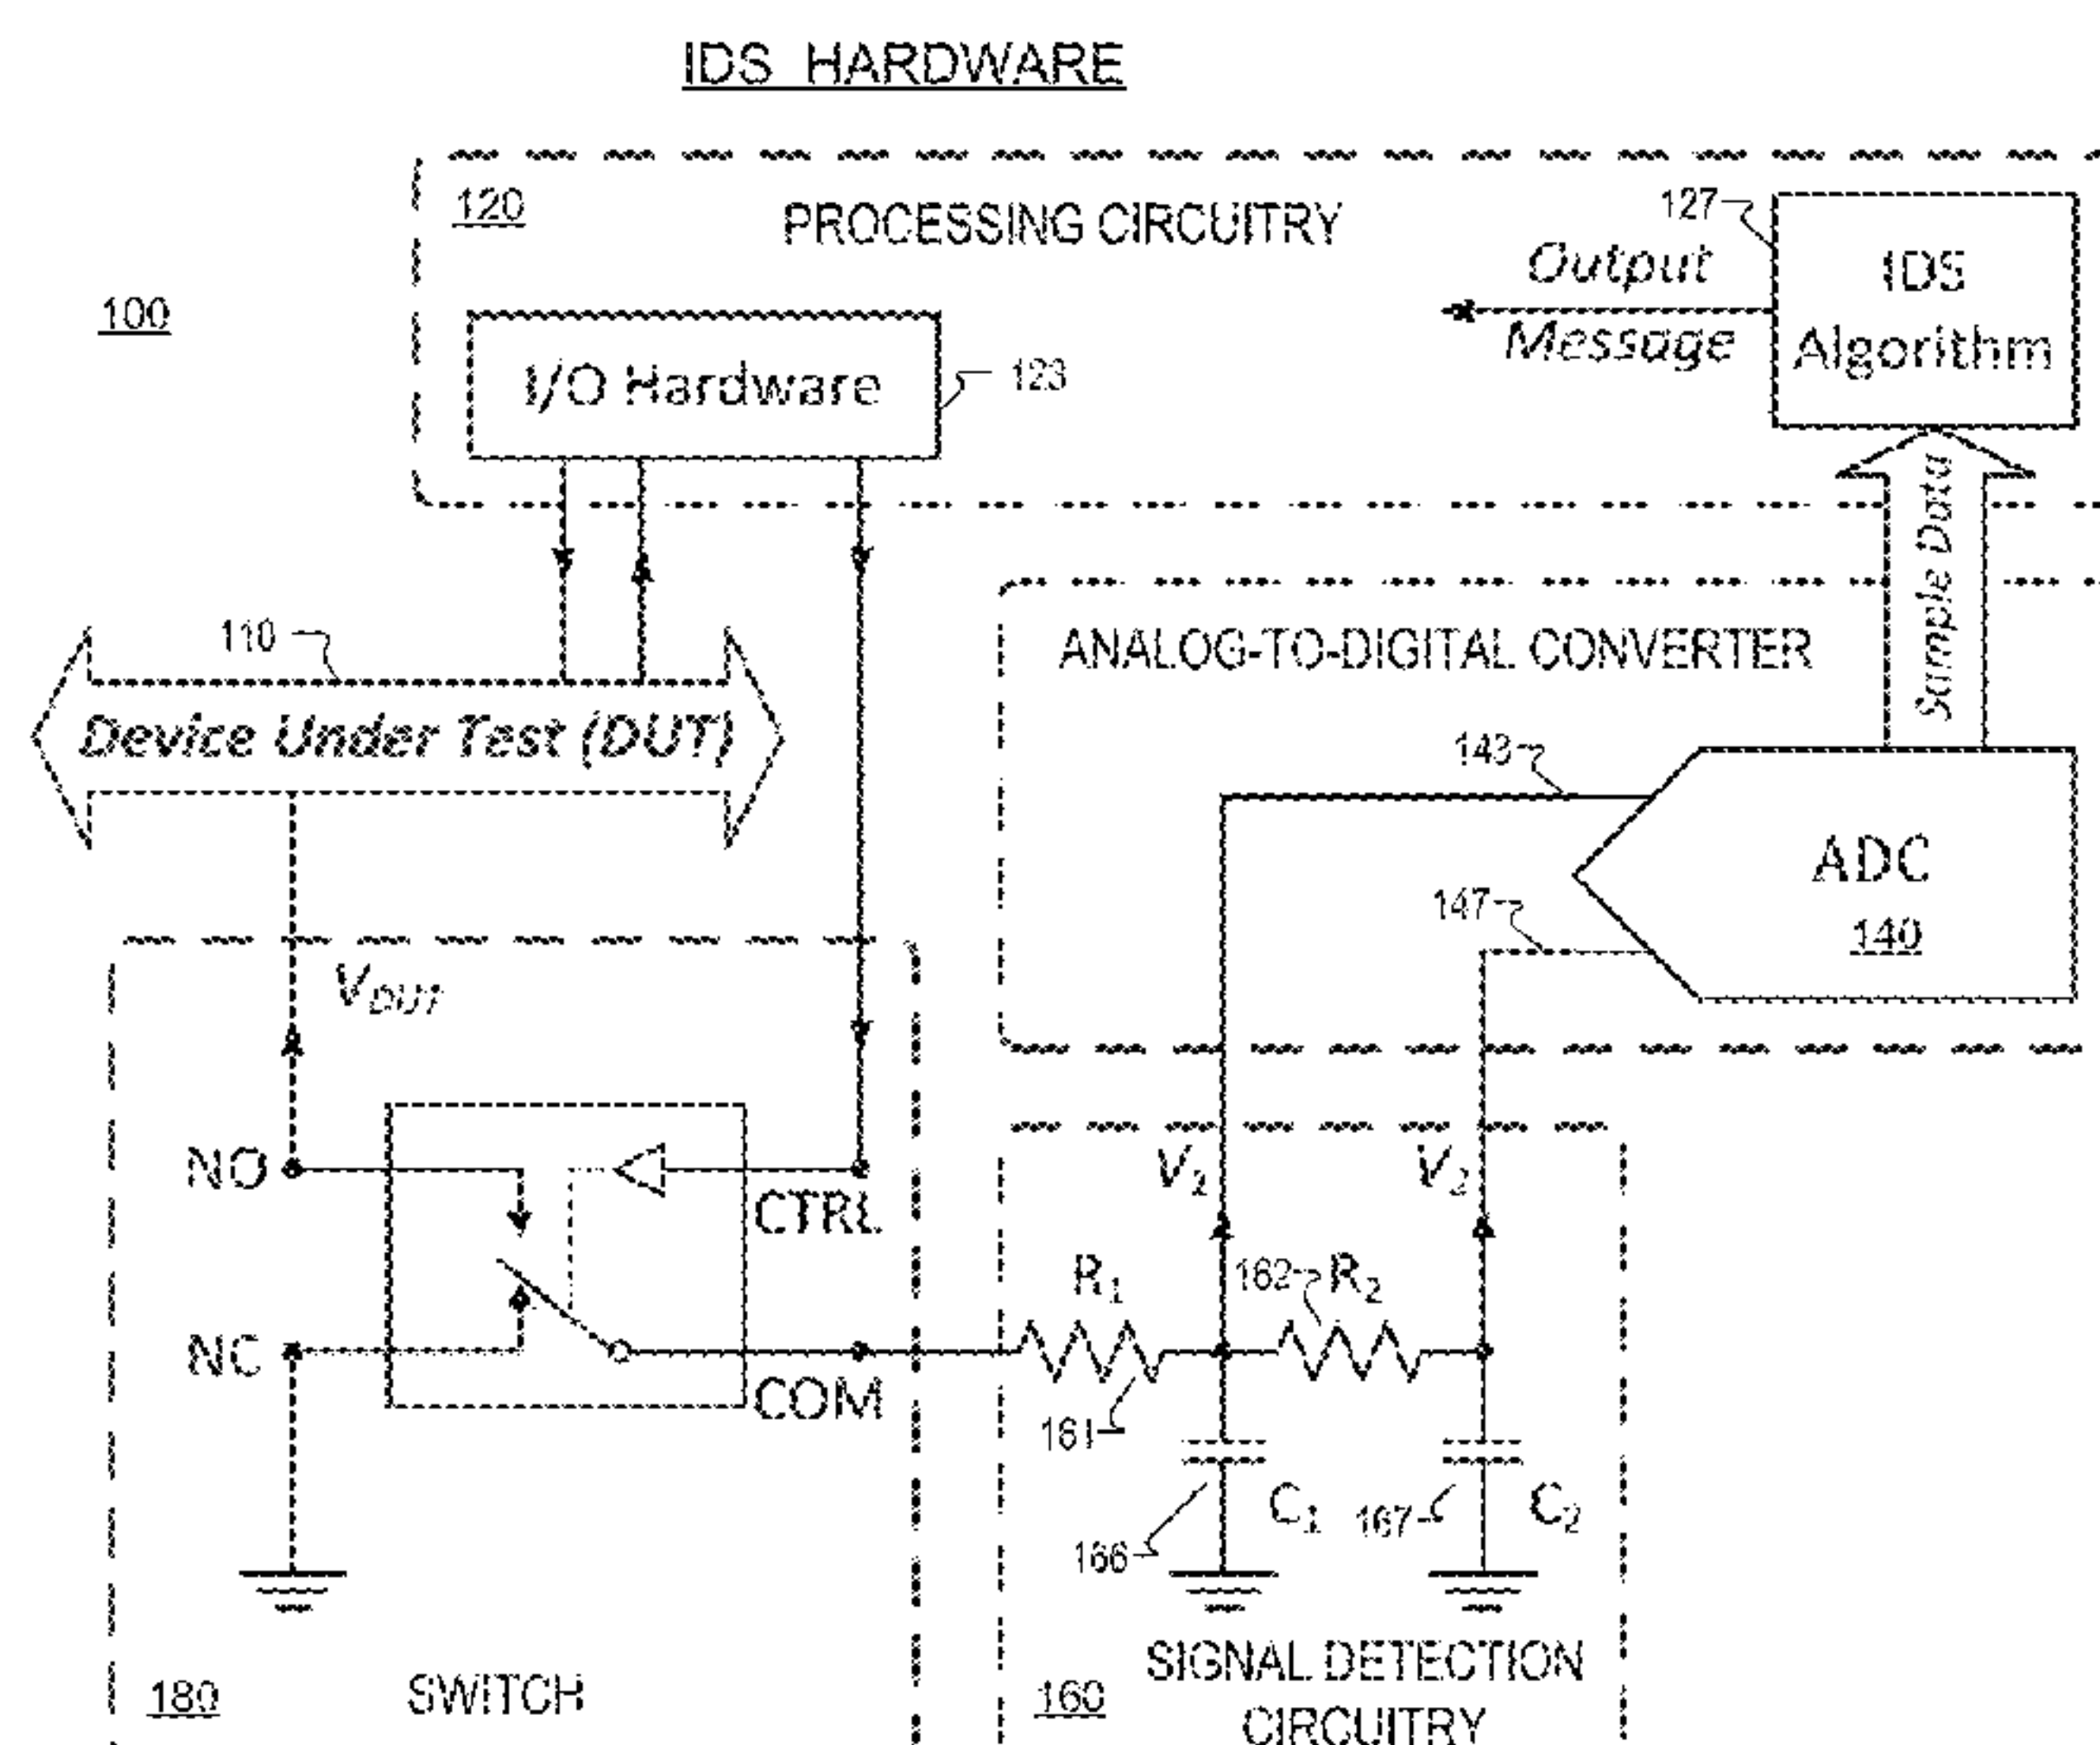 IDS HARDWARE
120
PROCESSING CIRCUITRY
127
IDS
Algorithm
Output
Message
100
I/O Hardware
123
Sample Data
110
Device Under Test (DUT)
ANALOG-TO-DIGITAL CONVERTER
143
ADC
140
147
VDUT
NO
CTRL
V2
V2
R1
162
R2
NC
COM
161
C1
167
C2
166
180
SWITCH
160
SIGNAL DETECTION
CIRCUITRY